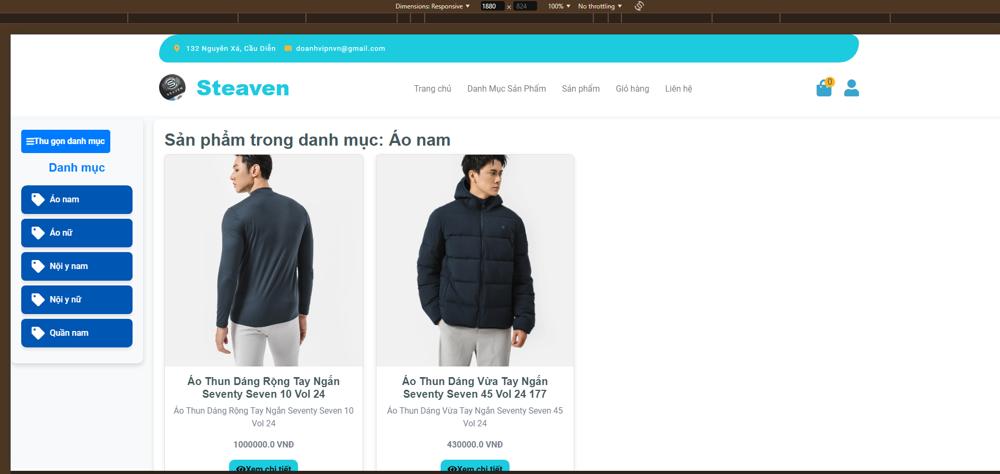 Dimensions: Responsive 1880 × 824 100% No throttling
132 Nguyên Xá, Cầu Diễn doanhvipnvn@gmail.com
SEAVEN Steaven Trang chủ Danh Mục Sản Phẩm Sản phẩm Giỏ hàng Liên hệ 0
Thu gọn danh mục
Danh mục
Áo nam
Áo nữ
Nội y nam
Nội y nữ
Quần nam
Sản phẩm trong danh mục: Áo nam
Áo Thun Dáng Rộng Tay Ngắn
Seventy Seven 10 Vol 24
Áo Thun Dáng Rộng Tay Ngắn Seventy Seven 10
Vol 24
1000000.0 VNĐ
Xem chi tiết
Áo Thun Dáng Vừa Tay Ngắn
Seventy Seven 45 Vol 24 177
Áo Thun Dáng Vừa Tay Ngắn Seventy Seven 45
Vol 24
430000.0 VNĐ
Xem chi tiết